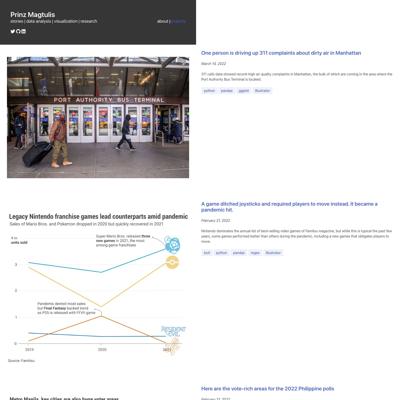 Prinz Magtulis
stories | data analysis | visualization | research
about | projects
PORT AUTHORITY BUS TERMINAL
One person is driving up 311 complaints about dirty air in Manhattan
March 10, 2022
311 calls data showed record-high air quality complaints in Manhattan, the bulk of which are coming in the area where the
Port Authority Bus Terminal is located.
python pandas ggplot illustrator
Legacy Nintendo franchise games lead counterparts amid pandemic
Sales of Mario Bros. and Pokemon dropped in 2020 but quickly recovered in 2021
units sold
Super Mario Bros. released three
new games in 2021, the most
among game franchises
3
2
Pandemic dented most sales
but Final Fantasy bucked trend
as PS5 is released with FFVII game
1
0
2019
2020
2021
Source: Famitsu
A game ditched joysticks and required players to move instead. It became a
pandemic hit.
February 21, 2022
Nintendo dominates the annual list of best-selling video games of Famitsu magazine, but while this is typical for the past few
years, some games performed better than others during the pandemic, including a new games that obligates players to
move.
python pandas regex illustrator
Metro Manila, key cities are also huge voter areas
Here are the vote-rich areas for the 2022 Philippine polls